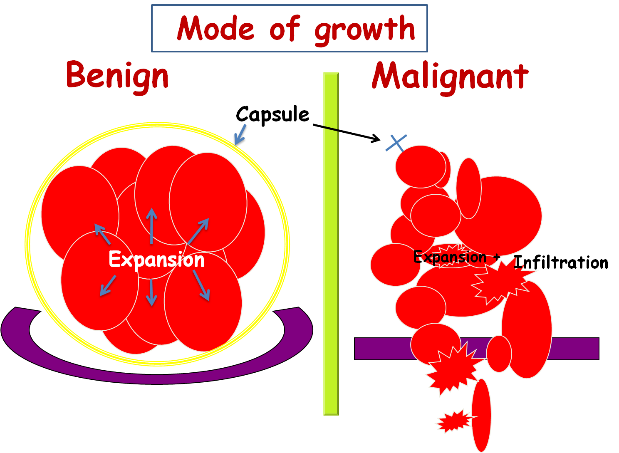 Mode of growth
Benign
Malignant
Capsule
Expansion
Expansion +
Infiltration